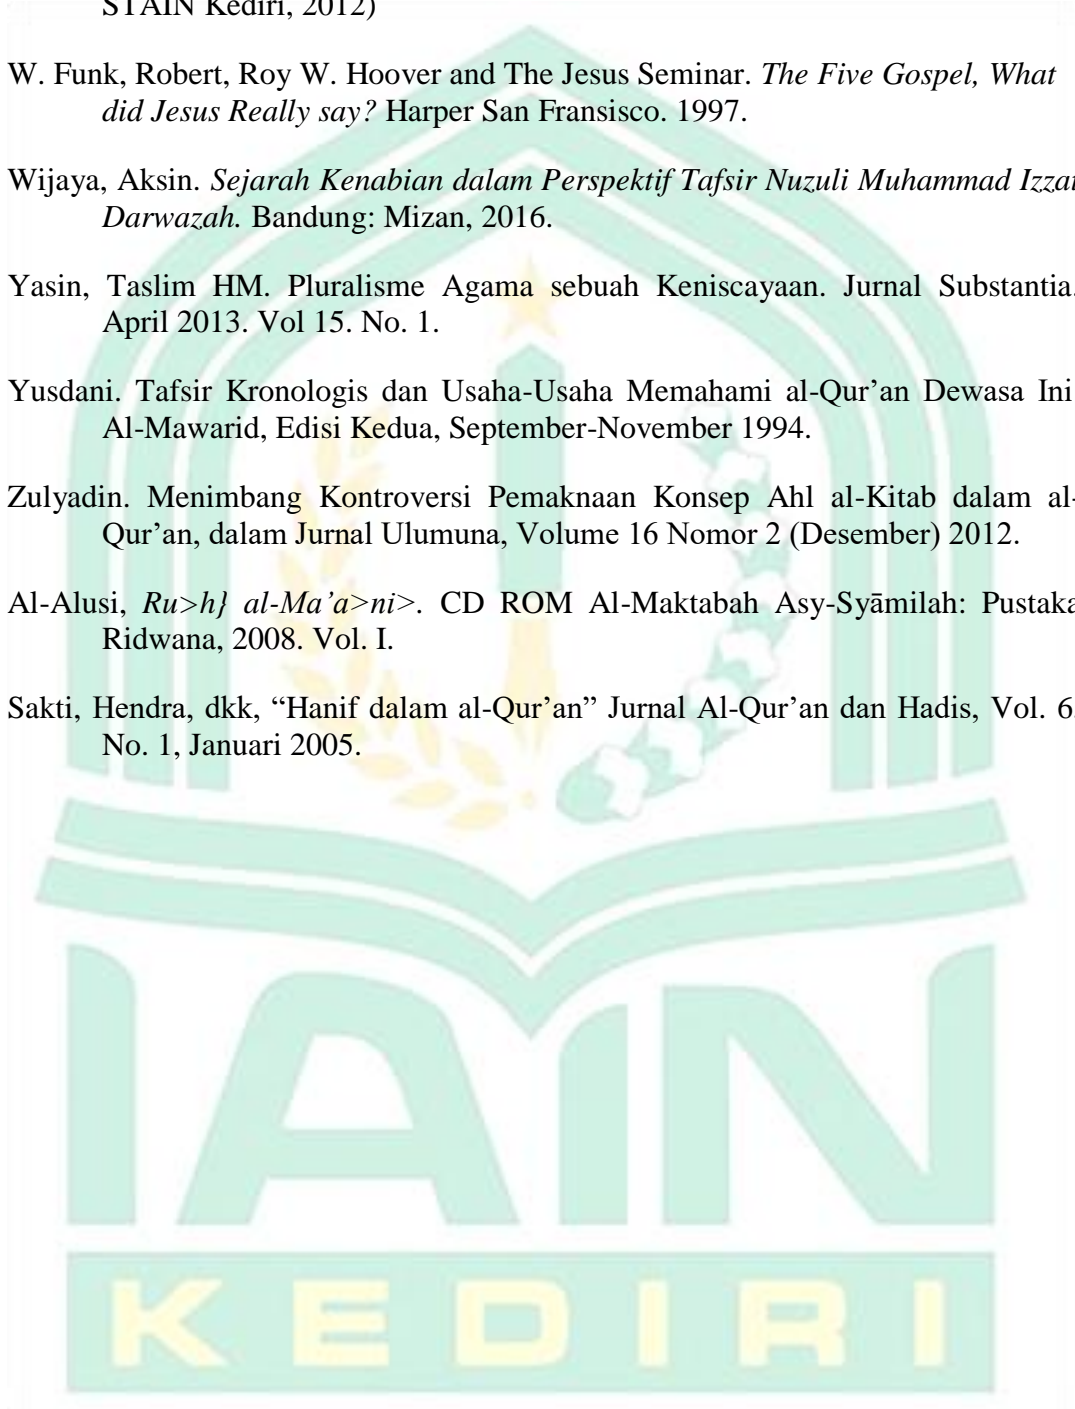 STAIN Kediri, 2012)
W. Funk, Robert, Roy W. Hoover and The Jesus Seminar. The Five Gospel, What
did Jesus Really say? Harper San Fransisco. 1997.
Wijaya, Aksin. Sejarah Kenabian dalam Perspektif Tafsir Nuzuli Muhammad Izzat
Darwazah. Bandung: Mizan, 2016.
Yasin, Taslim HM. Pluralisme Agama sebuah Keniscayaan. Jurnal Substantia.
April 2013. Vol 15. No. 1.
Yusdani. Tafsir Kronologis dan Usaha-Usaha Memahami al-Qur’an Dewasa Ini
Al-Mawarid, Edisi Kedua, September-November 1994.
Zulyadin. Menimbang Kontroversi Pemaknaan Konsep Ahl al-Kitab dalam al-
Qur’an, dalam Jurnal Ulumuna, Volume 16 Nomor 2 (Desember) 2012.
Al-Alusi, Ru>h} al-Ma’a>ni>. CD ROM Al-Maktabah Asy-Syāmilah: Pustaka
Ridwana, 2008. Vol. I.
Sakti, Hendra, dkk, “Hanif dalam al-Qur’an” Jurnal Al-Qur’an dan Hadis, Vol. 6.
No. 1, Januari 2005.
IAIN
KEDIRI